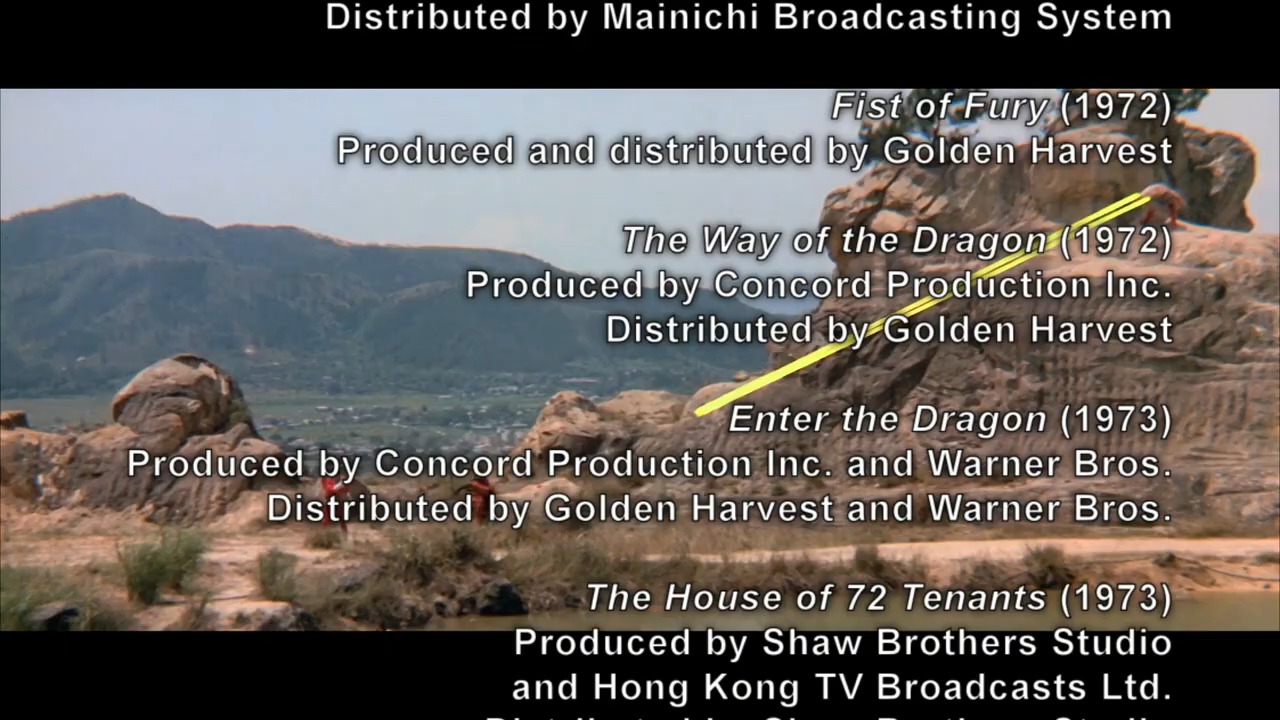 Distributed by Mainichi Broadcasting System
Fist of Fury (1972)
Produced and distributed by Golden Harvest
The Way of the Dragon (1972)
Produced by Concord Production Inc.
Distributed by Golden Harvest
Enter the Dragon (1973)
Produced by Concord Production Inc. and Warner Bros.
Distributed by Golden Harvest and Warner Bros.
The House of 72 Tenants (1973)
Produced by Shaw Brothers Studio
and Hong Kong TV Broadcasts Ltd.